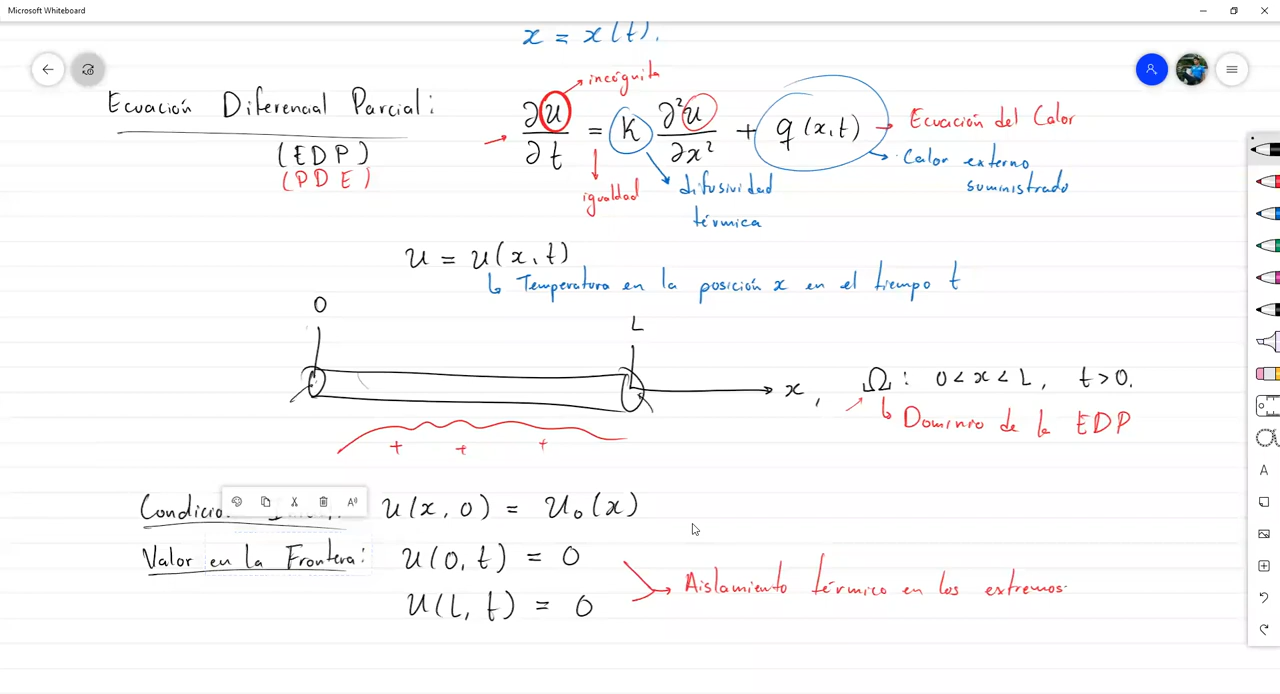 Microsoft Whiteboard
x = x(t).
incógnita
Ecuación Diferencial Parcial:
(EDP)
(PDE)
∂u/∂t = K ∂²u/∂x² + q(x,t)
Ecuación del Calor
Calor externo
suministrado
igualdad
difusividad
térmica
u = u(x,t)
Temperatura en la posición x en el tiempo t
0
L
x,
Ω: 0 < x < L, t > 0.
Dominio de la EDP
+ + +
u(x, 0) = u₀(x)
Valor en la Frontera: u(0, t) = 0
u(L, t) = 0
Aislamiento térmico en los extremos.